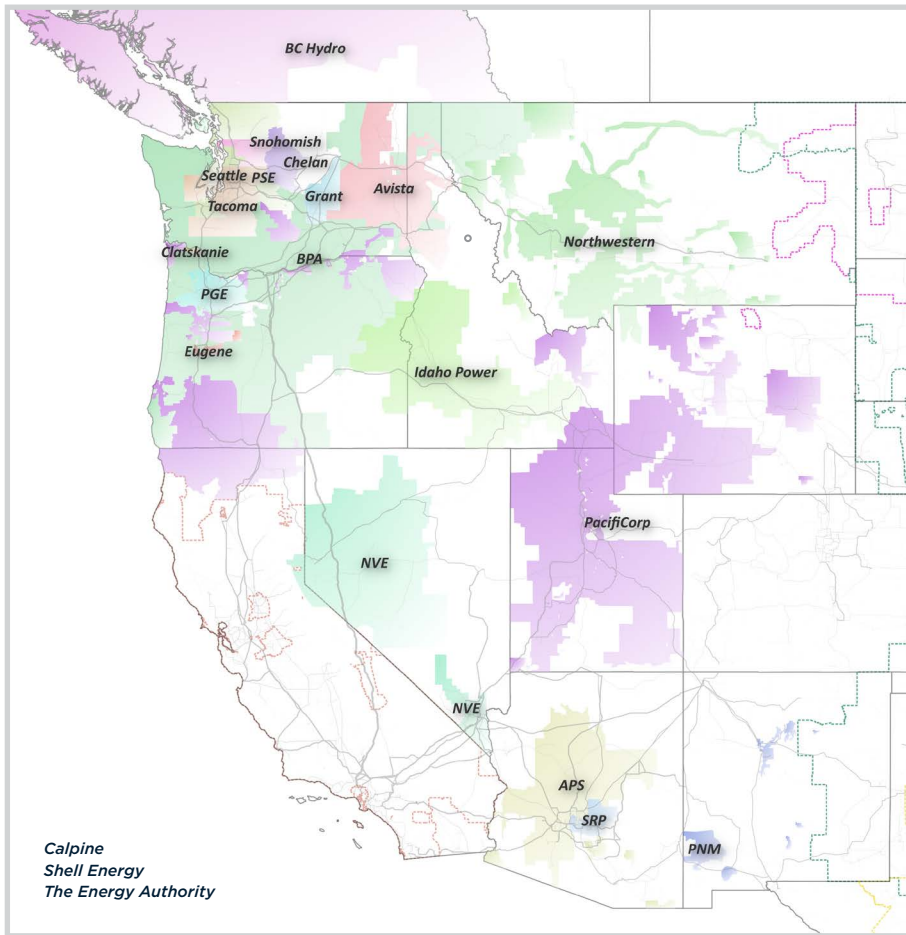 BC Hydro
Snohomish
Chelan
Seattle PSE
Grant
Avista
Tacoma
Northwestern
Clatskanie
BPA
PGE
Eugene
Idaho Power
PacifiCorp
NVE
NVE
APS
SRP
PNM
Calpine
Shell Energy
The Energy Authority